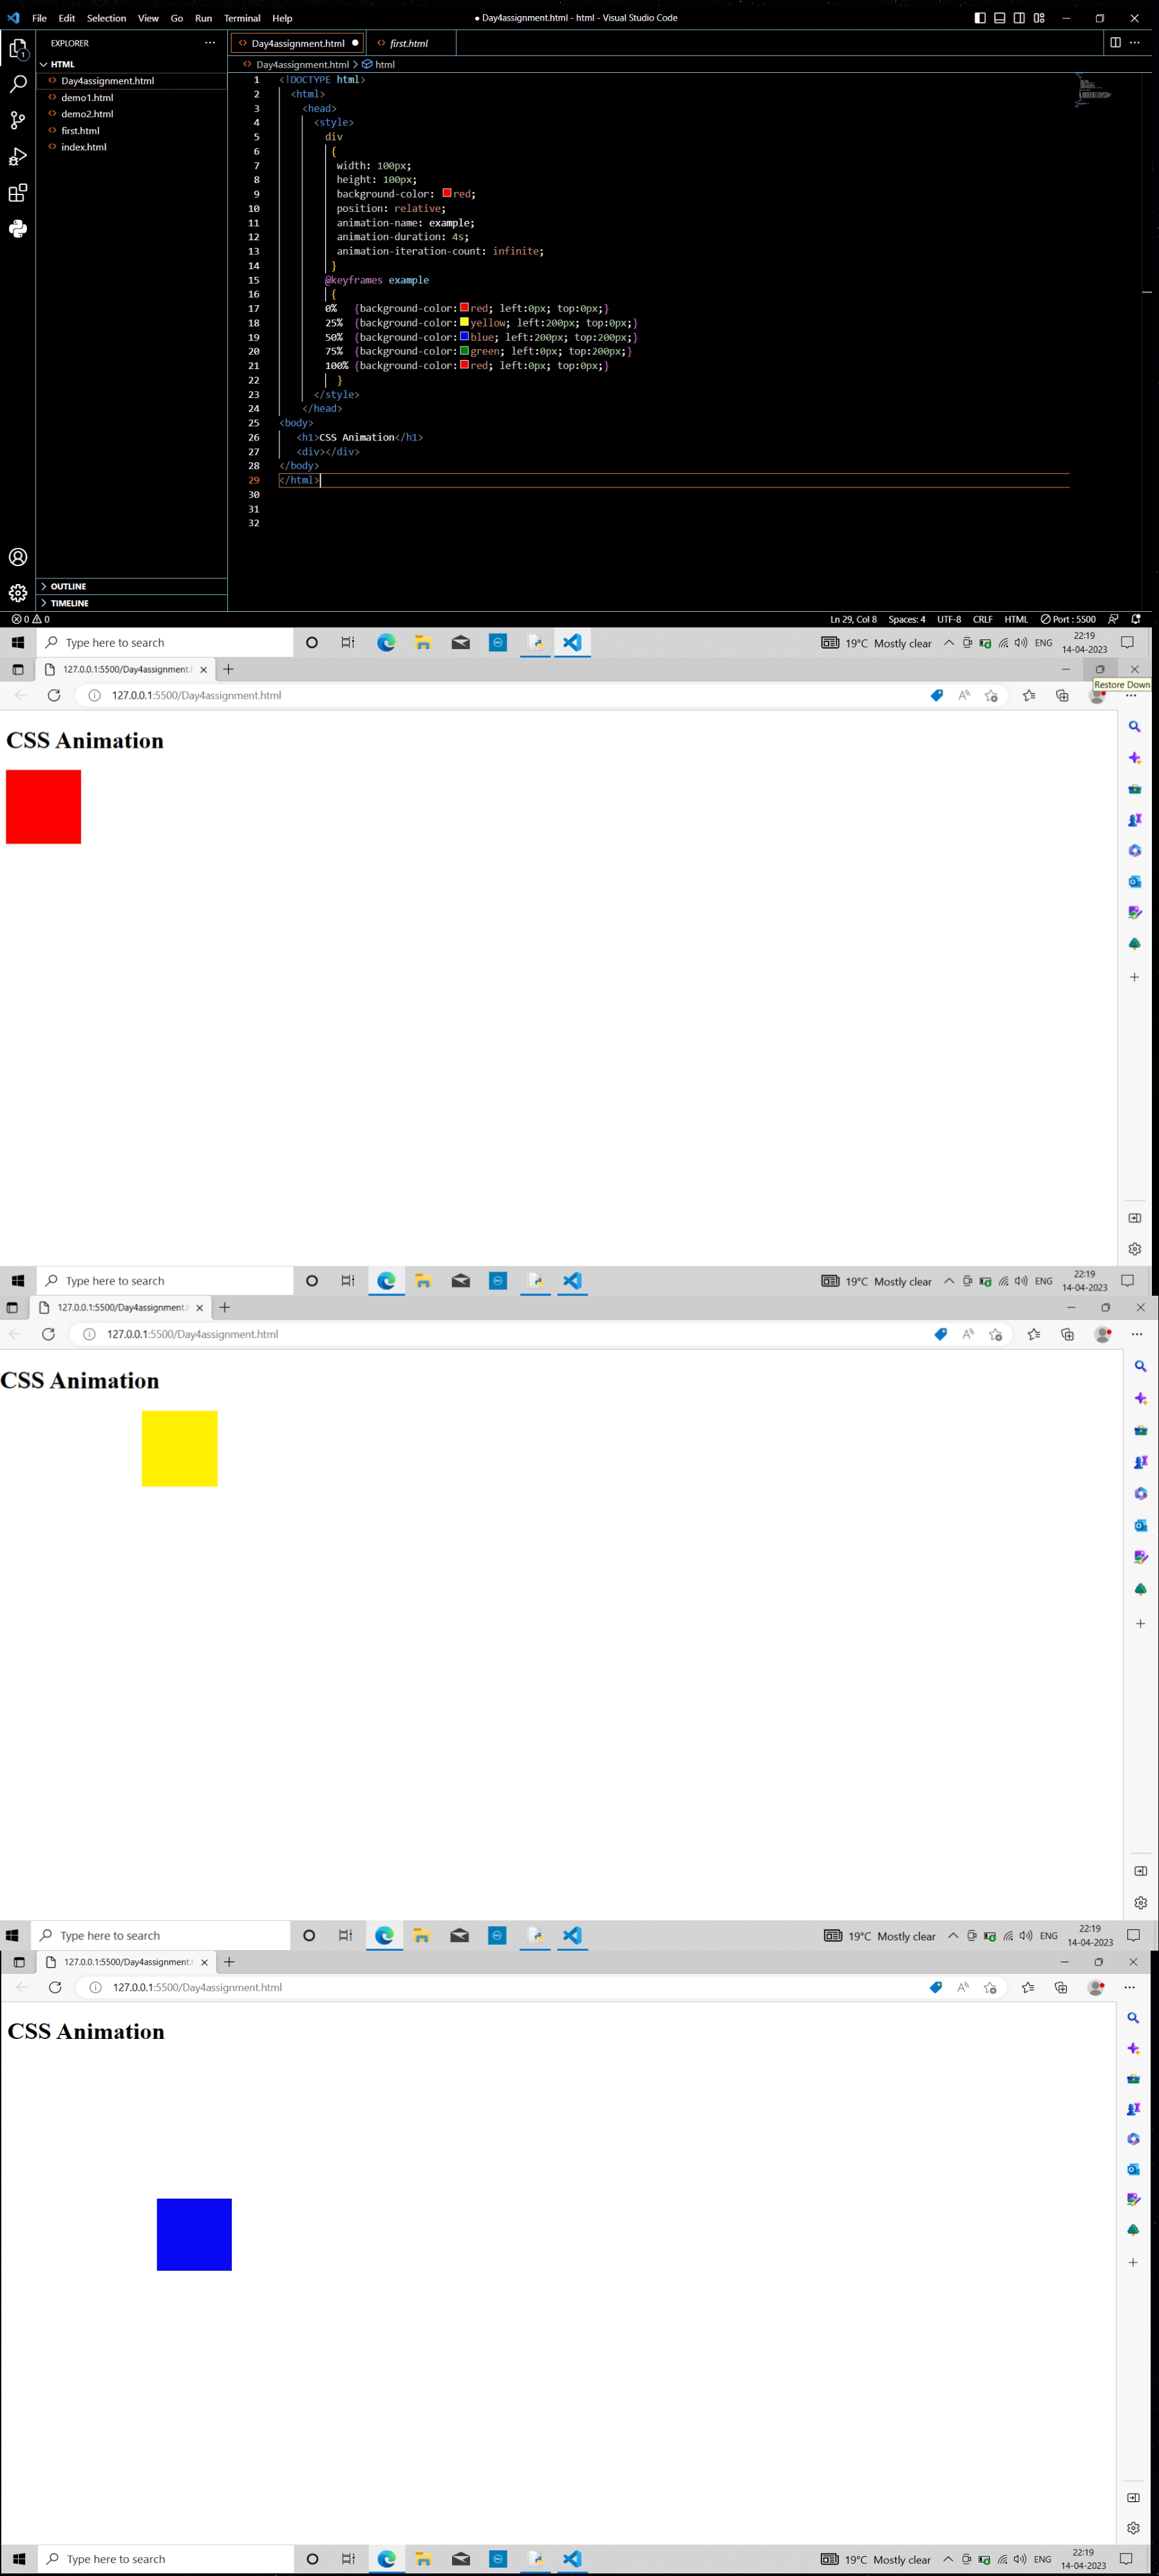 File Edit Selection View Go Run Terminal Help ● Day4assignment.html - html - Visual Studio Code
EXPLORER ··· Day4assignment.html ● first.html ···
HTML Day4assignment.html > html
Day4assignment.html
demo1.html
demo2.html
first.html
index.html
1 <!DOCTYPE html>
2 <html>
3 <head>
4 <style>
5 div
6 {
7 width: 100px;
8 height: 100px;
9 background-color: red;
10 position: relative;
11 animation-name: example;
12 animation-duration: 4s;
13 animation-iteration-count: infinite;
14 }
15 @keyframes example
16 {
17 0% {background-color:red; left:0px; top:0px;}
18 25% {background-color:yellow; left:200px; top:0px;}
19 50% {background-color:blue; left:200px; top:200px;}
20 75% {background-color:green; left:0px; top:200px;}
21 100% {background-color:red; left:0px; top:0px;}
22 }
23 </style>
24 </head>
25 <body>
26 <h1>CSS Animation</h1>
27 <div></div>
28 </body>
29 </html>
30
31
32
1
OUTLINE
TIMELINE
0 0 Ln 29, Col 8 Spaces: 4 UTF-8 CRLF HTML Port : 5500
Type here to search 19°C Mostly clear ENG 22:19
14-04-2023
127.0.0.1:5500/Day4assignment.h
127.0.0.1:5500/Day4assignment.html
Restore Down
CSS Animation
Type here to search 19°C Mostly clear ENG 22:19
14-04-2023
127.0.0.1:5500/Day4assignment.h
127.0.0.1:5500/Day4assignment.html
CSS Animation
Type here to search 19°C Mostly clear ENG 22:19
14-04-2023
127.0.0.1:5500/Day4assignment.h
127.0.0.1:5500/Day4assignment.html
CSS Animation
Type here to search 19°C Mostly clear ENG 22:19
14-04-2023